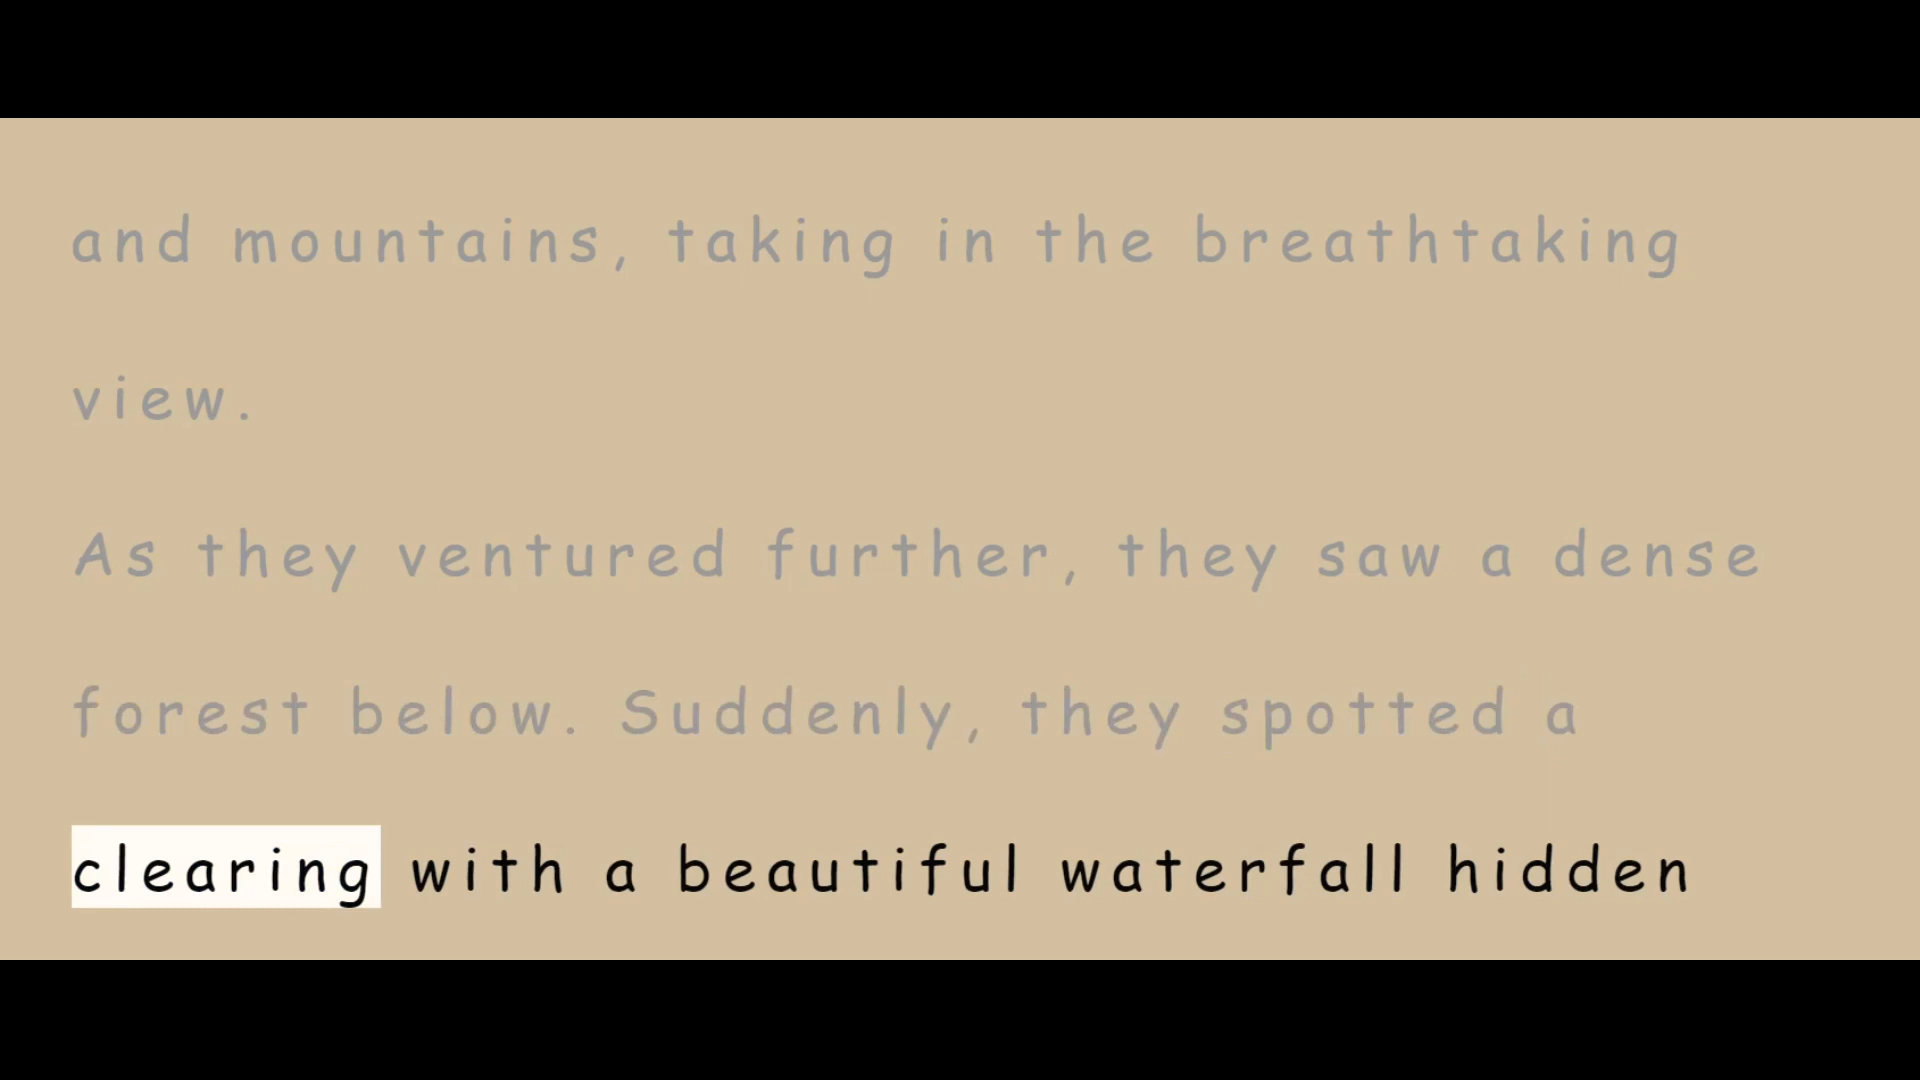 and mountains, taking in the breathtaking
view.
As they ventured further, they saw a dense
forest below. Suddenly, they spotted a
clearing with a beautiful waterfall hidden